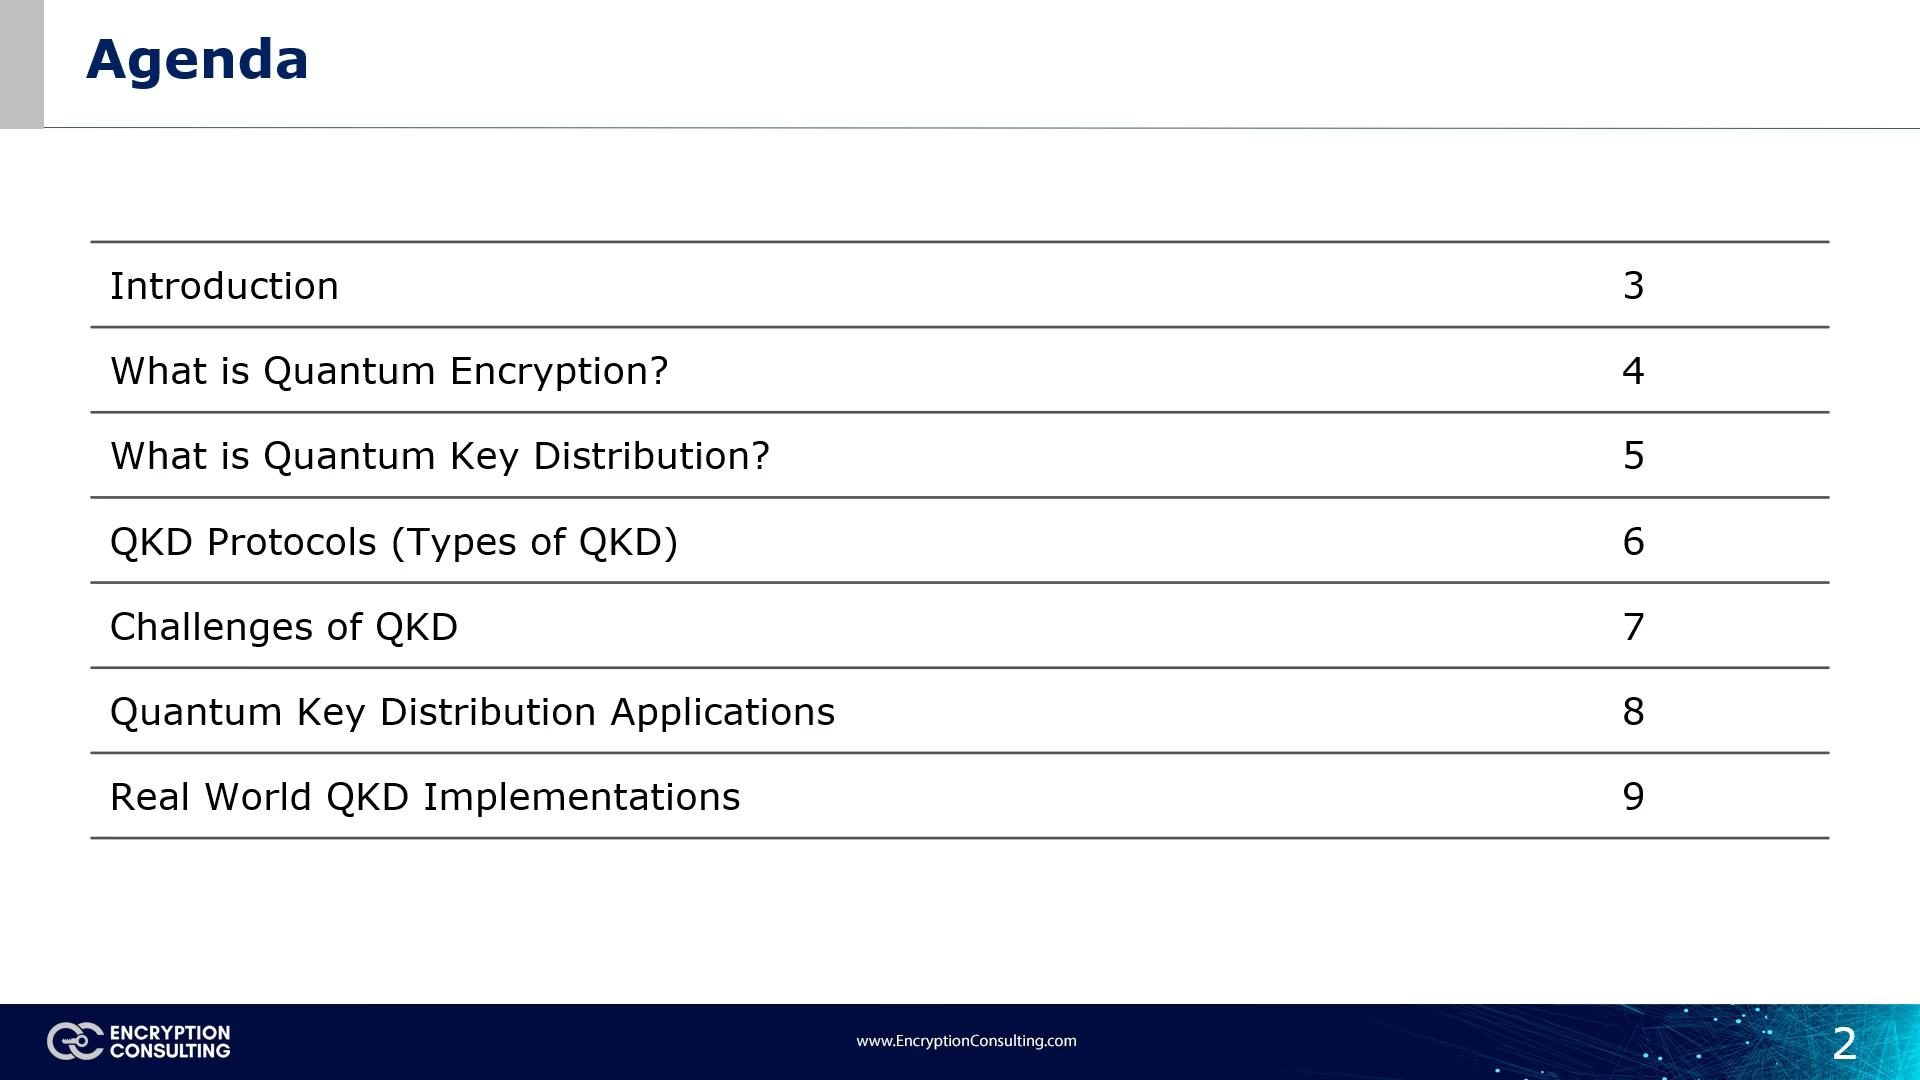 Agenda
Introduction 3
What is Quantum Encryption? 4
What is Quantum Key Distribution? 5
QKD Protocols (Types of QKD) 6
Challenges of QKD 7
Quantum Key Distribution Applications 8
Real World QKD Implementations 9
ENCRYPTION
CONSULTING
www.EncryptionConsulting.com
2